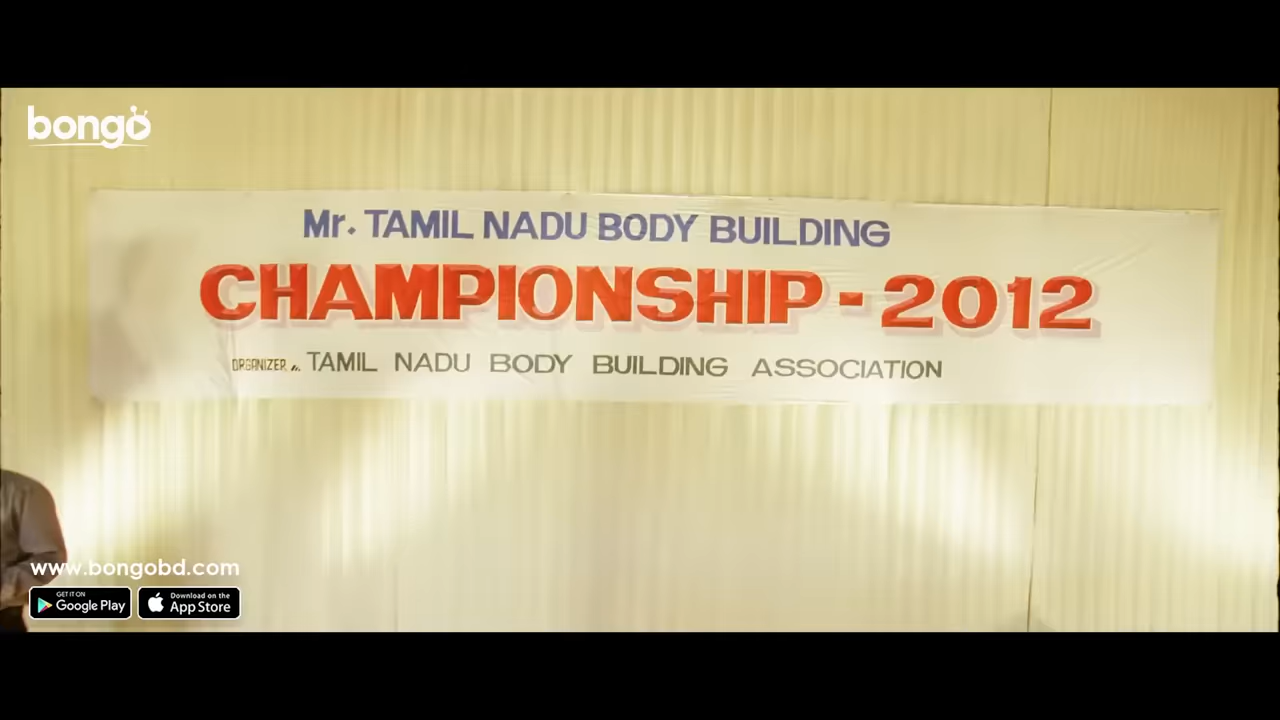 bongo
Mr. TAMIL NADU BODY BUILDING
CHAMPIONSHIP - 2012
ORGANIZER :-. TAMIL NADU BODY BUILDING ASSOCIATION
www.bongobd.com
GET IT ON
Google Play
Download on the
App Store